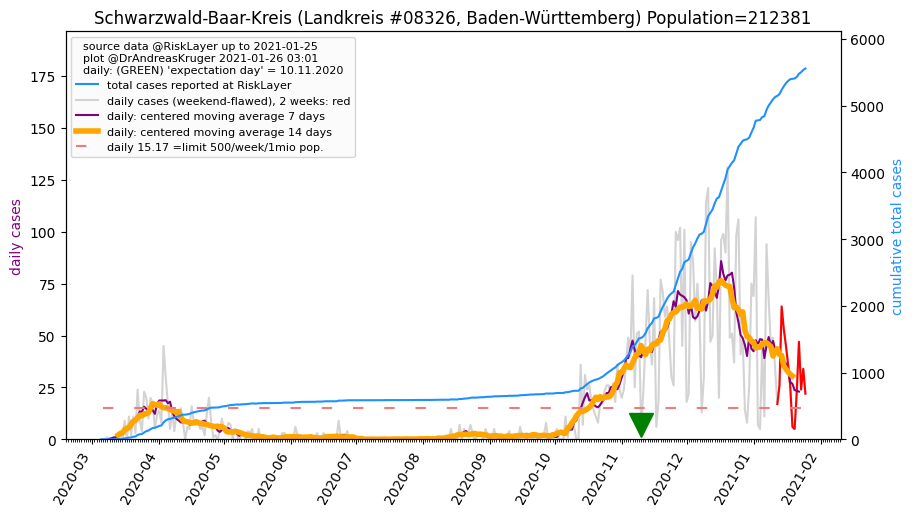 Schwarzwald-Baar-Kreis (Landkreis #08326, Baden-Württemberg) Population=212381
source data @RiskLayer up to 2021-01-25
plot @DrAndreasKruger 2021-01-26 03:01
daily: (GREEN) 'expectation day' = 10.11.2020
total cases reported at RiskLayer
daily cases (weekend-flawed), 2 weeks: red
daily: centered moving average 7 days
daily: centered moving average 14 days
daily 15.17 =limit 500/week/1mio pop.
daily cases
175
150
125
100
75
50
25
0
cumulative total cases
6000
5000
4000
3000
2000
1000
0
2020-03
2020-04
2020-05
2020-06
2020-07
2020-08
2020-09
2020-10
2020-11
2020-12
2021-01
2021-02